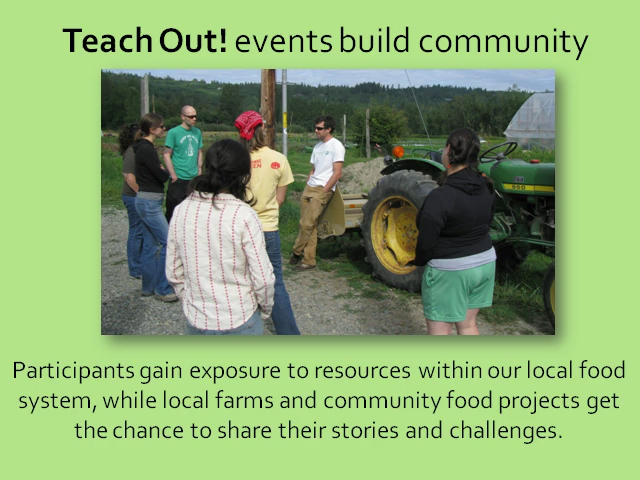 Teach Out! events build community
Participants gain exposure to resources within our local food
system, while local farms and community food projects get
the chance to share their stories and challenges.